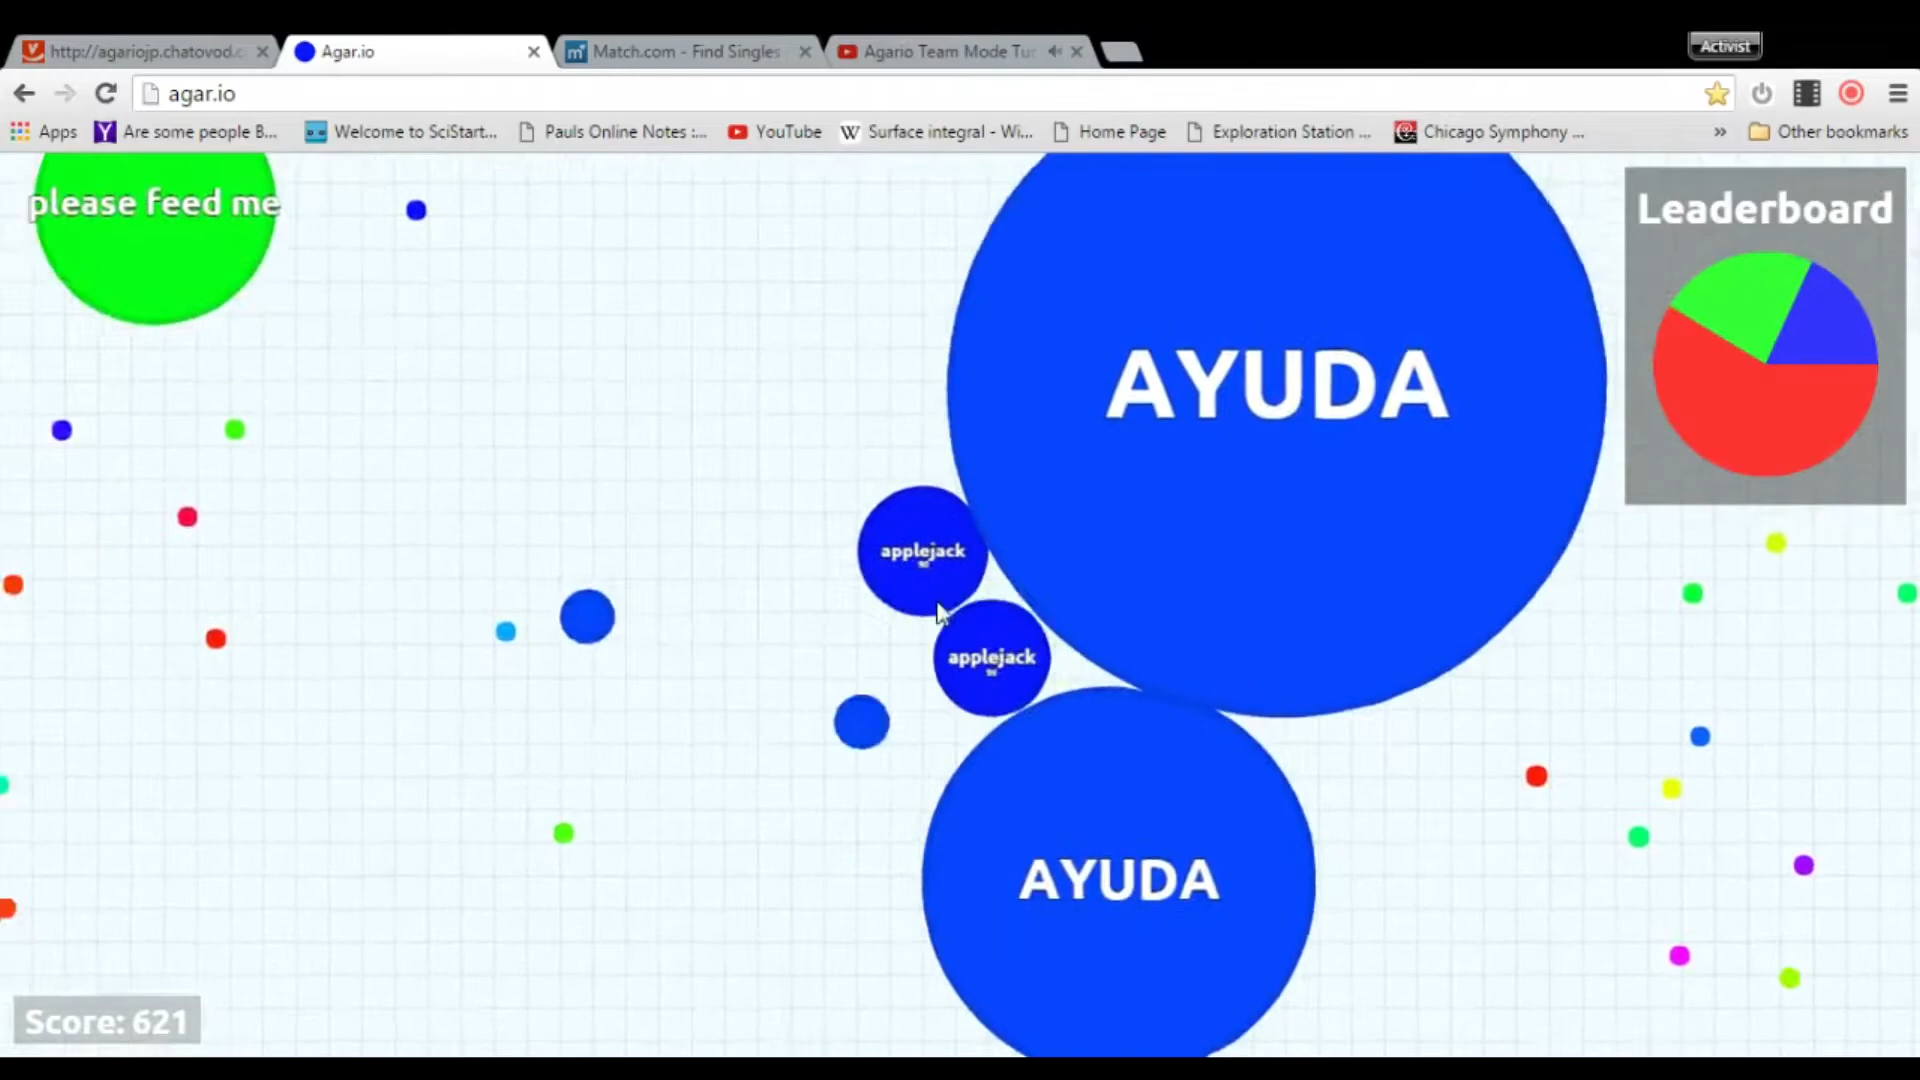 Activist
http://agariojp.chatovod.c
Agar.io
Match.com - Find Singles
Agario Team Mode Tur
agar.io
Apps
Are some people B...
Welcome to SciStart...
Pauls Online Notes :...
YouTube
W Surface integral - Wi...
Home Page
Exploration Station ...
Chicago Symphony ...
» Other bookmarks
please feed me
Leaderboard
AYUDA
applejack
applejack
AYUDA
Score: 621